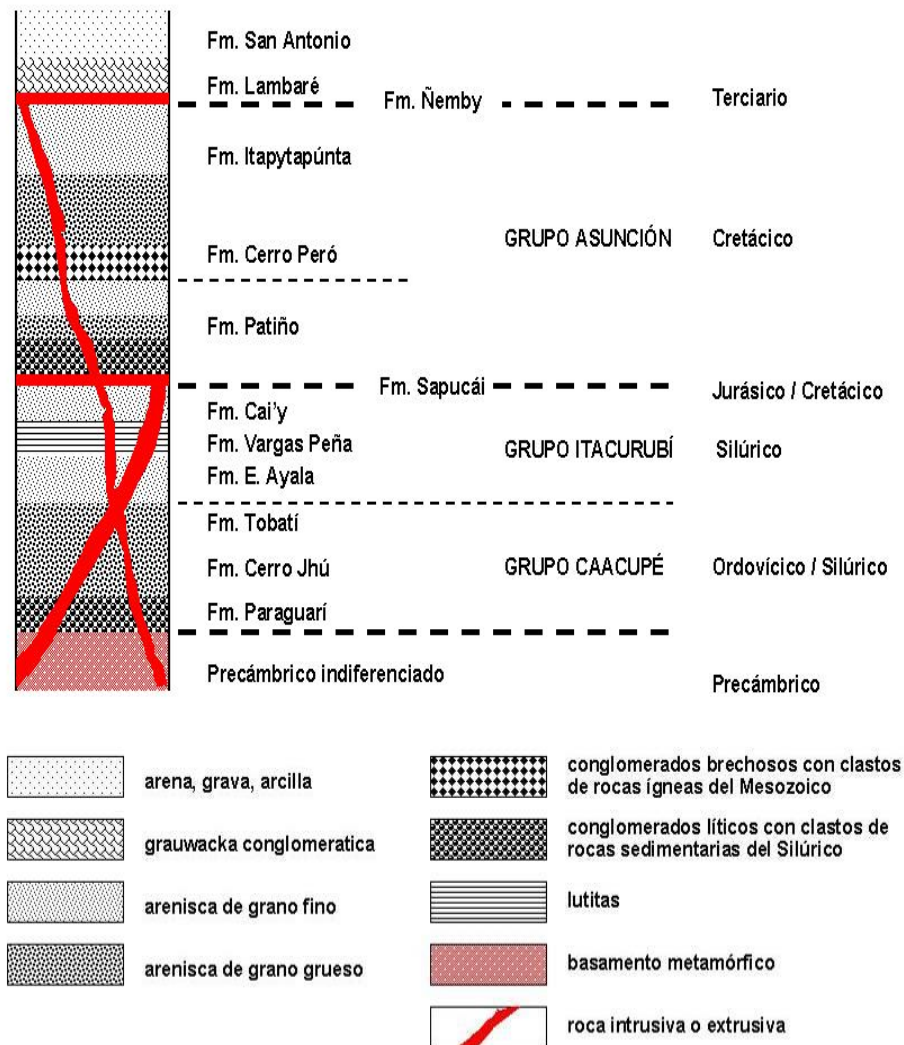 Fm. San Antonio
Fm. Lambaré
Fm. Ñemby
Terciario
Fm. Itapytapúnta
GRUPO ASUNCIÓN
Cretácico
Fm. Cerro Peró
Fm. Patiño
Fm. Sapucái
Jurásico / Cretácico
Fm. Cai'y
Fm. Vargas Peña
GRUPO ITACURUBÍ
Silúrico
Fm. E. Ayala
Fm. Tobatí
Fm. Cerro Jhú
GRUPO CAACUPÉ
Ordovícico / Silúrico
Fm. Paraguarí
Precámbrico indiferenciado
Precámbrico
arena, grava, arcilla
grauwacka conglomeratica
arenisca de grano fino
arenisca de grano grueso
conglomerados brechosos con clastos
de rocas ígneas del Mesozoico
conglomerados líticos con clastos de
rocas sedimentarias del Silúrico
lutitas
basamento metamórfico
roca intrusiva o extrusiva